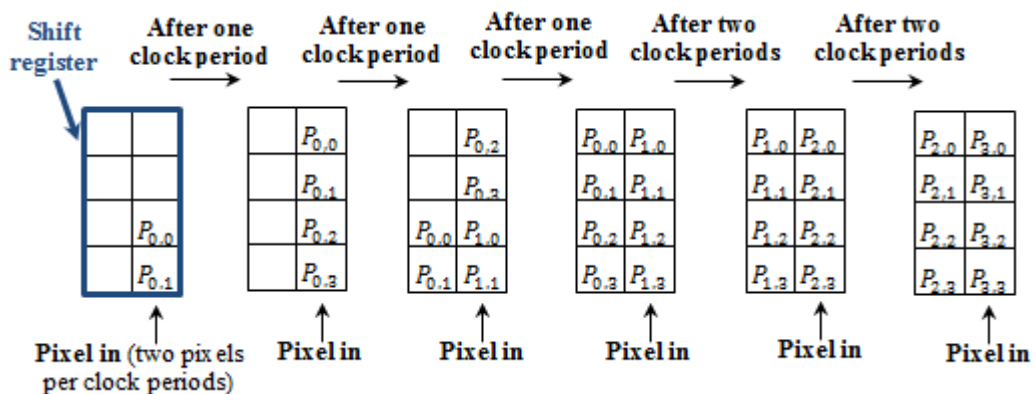 Shift
register
After one
clock period
After one
clock period
After one
clock period
After two
clock periods
After two
clock periods
P0,0
P0,1
P0,0
P0,1
P0,2
P0,3
P0,2
P0,3
P0,0 P1,0
P0,1 P1,1
P0,0 P1,0
P0,1 P1,1
P0,2 P1,2
P0,3 P1,3
P1,0 P2,0
P1,1 P2,1
P1,2 P2,2
P1,3 P2,3
P2,0 P3,0
P2,1 P3,1
P2,2 P3,2
P2,3 P3,3
Pixel in (two pixels
per clock periods)
Pixel in
Pixel in
Pixel in
Pixel in
Pixel in